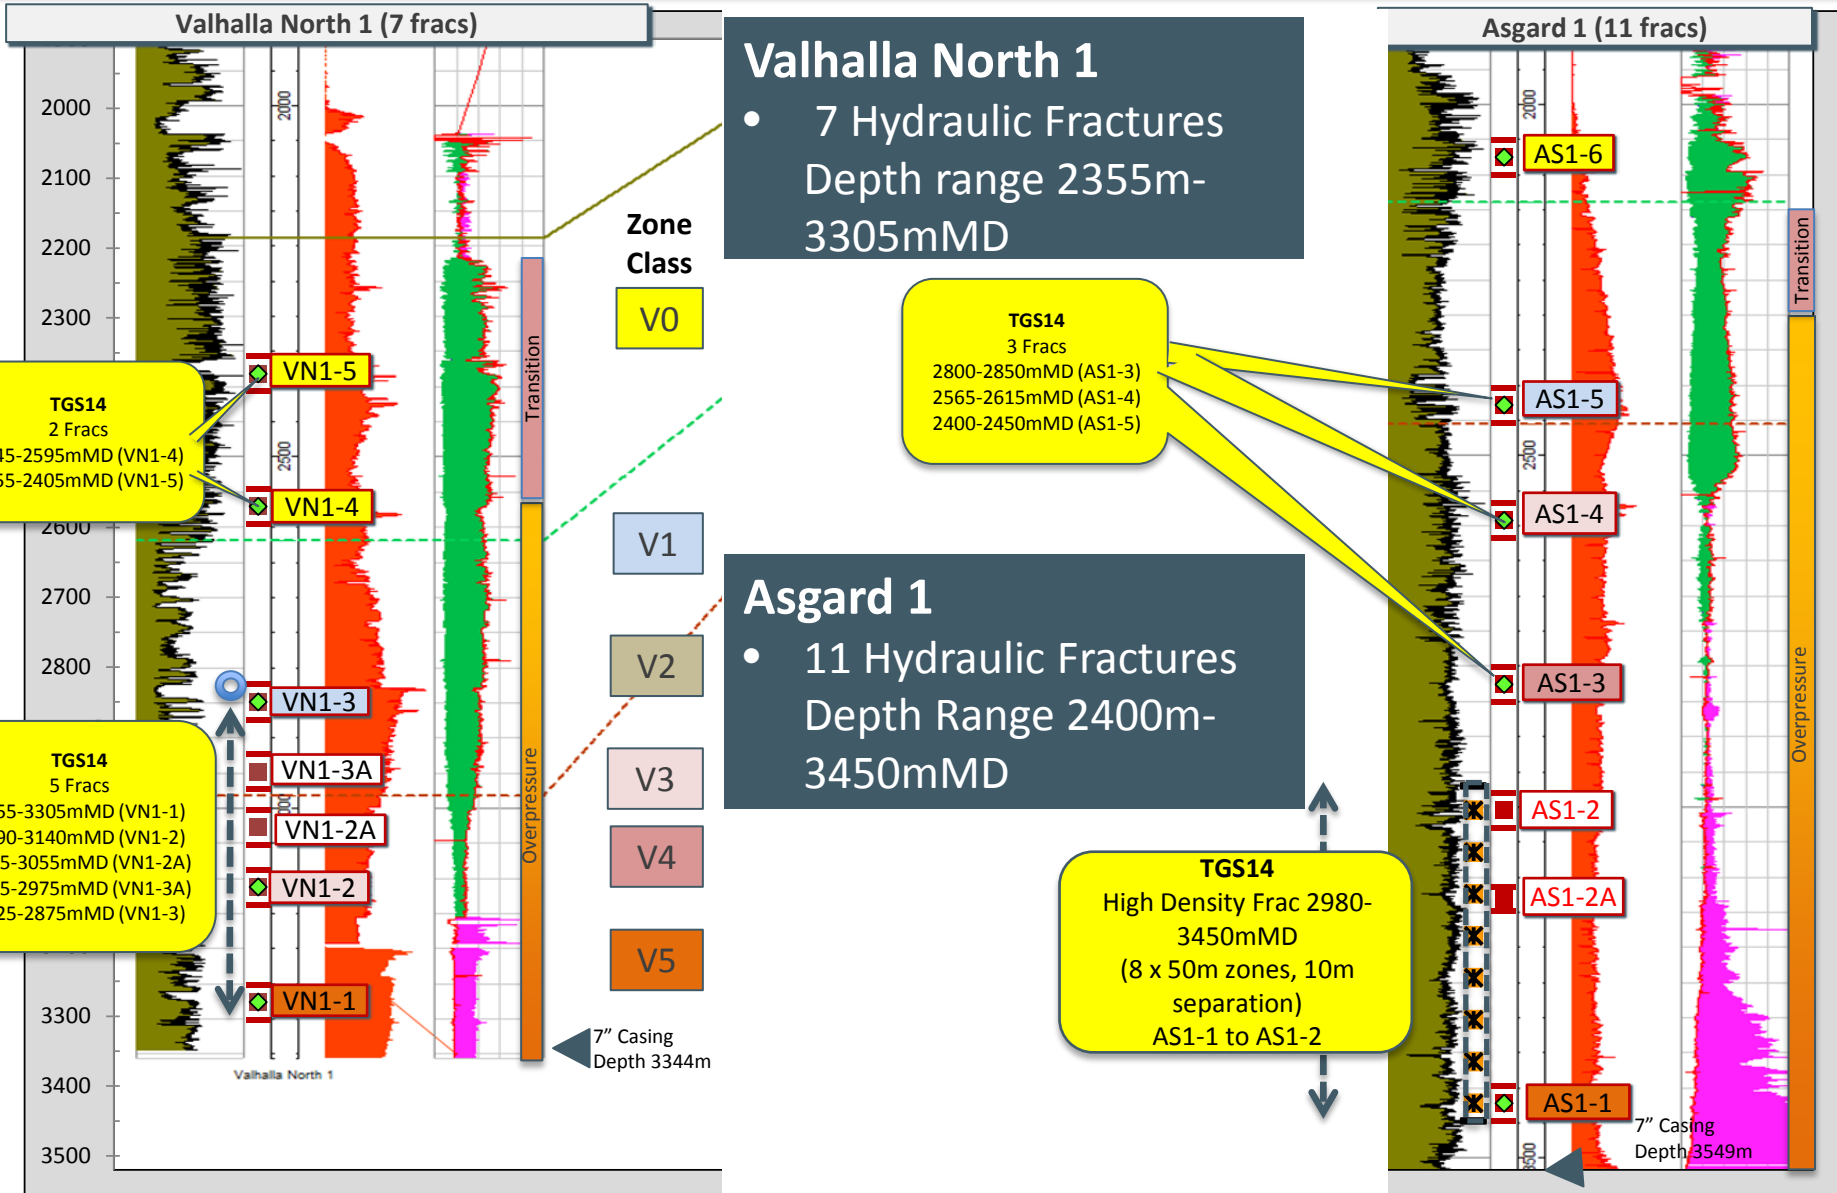 Valhalla North 1 (7 fracs)
2000
2100
2200
2300
2600
2700
2800
3300
3400
3500
2000
2500
VN1-5
VN1-4
VN1-3
VN1-3A
VN1-2A
VN1-2
VN1-1
TGS14
2 Fracs
45-2595mMD (VN1-4)
55-2405mMD (VN1-5)
TGS14
5 Fracs
55-3305mMD (VN1-1)
90-3140mMD (VN1-2)
5-3055mMD (VN1-2A)
5-2975mMD (VN1-3A)
25-2875mMD (VN1-3)
Transition
Overpressure
7” Casing
Depth 3344m
Valhalla North 1
Zone
Class
V0
V1
V2
V3
V4
V5
Valhalla North 1
• 7 Hydraulic Fractures
Depth range 2355m-
3305mMD
TGS14
3 Fracs
2800-2850mMD (AS1-3)
2565-2615mMD (AS1-4)
2400-2450mMD (AS1-5)
Asgard 1
• 11 Hydraulic Fractures
Depth Range 2400m-
3450mMD
TGS14
High Density Frac 2980-
3450mMD
(8 x 50m zones, 10m
separation)
AS1-1 to AS1-2
Asgard 1 (11 fracs)
2000
2500
AS1-6
AS1-5
AS1-4
AS1-3
AS1-2
AS1-2A
AS1-1
Transition
Overpressure
7” Casing
Depth 3549m